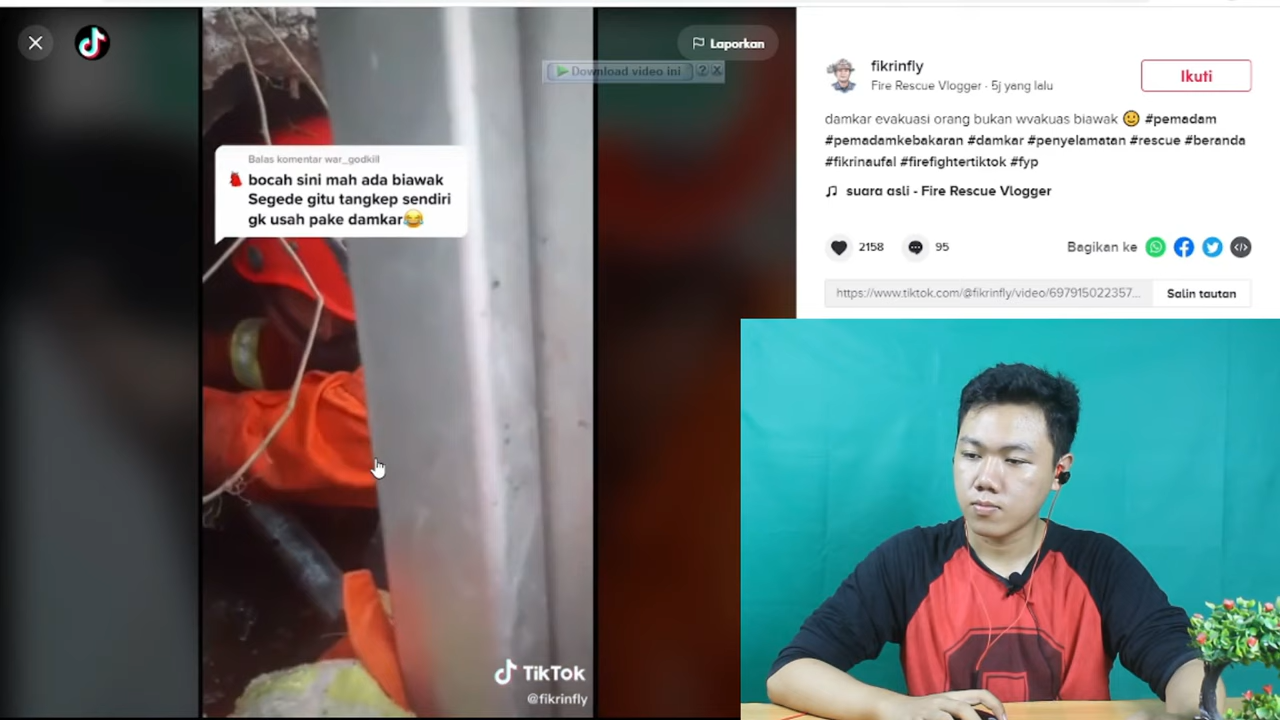 Laporkan
Download video ini
Balas komentar war_godkill
bocah sini mah ada biawak
Segede gitu tangkep sendiri
gk usah pake damkar😂
TikTok
@fikrinfly
fikrinfly
Fire Rescue Vlogger · 5j yang lalu
Ikuti
damkar evakuasi orang bukan wvakuas biawak 🙂 #pemadam
#pemadamkebakaran #damkar #penyelamatan #rescue #beranda
#fikrinaufal #firefightertiktok #fyp
suara asli - Fire Rescue Vlogger
2158
95
Bagikan ke
https://www.tiktok.com/@fikrinfly/video/697915022357...
Salin tautan